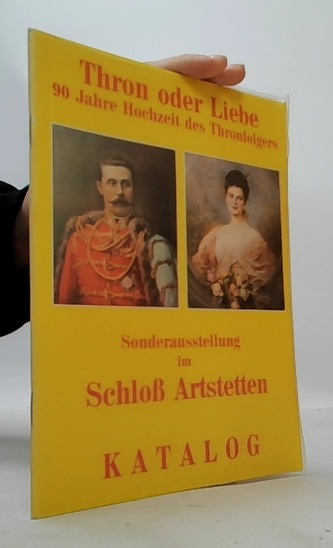 Thron oder Liebe
90 Jahre Hochzeit des Thronfolgers
Sonderausstellung
im
Schloß Artstetten
KATALOG